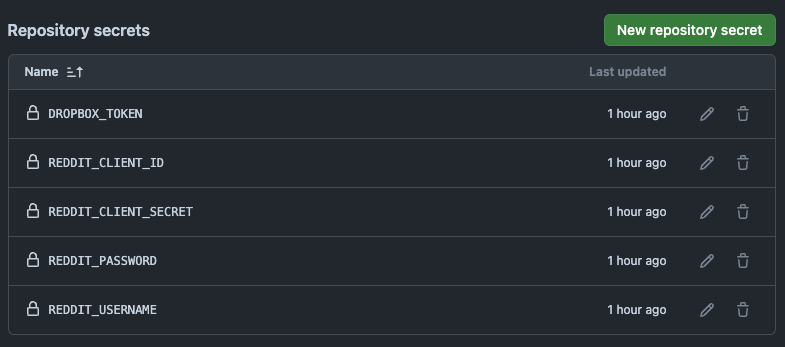 Repository secrets
New repository secret
Name Last updated
DROPBOX_TOKEN 1 hour ago
REDDIT_CLIENT_ID 1 hour ago
REDDIT_CLIENT_SECRET 1 hour ago
REDDIT_PASSWORD 1 hour ago
REDDIT_USERNAME 1 hour ago